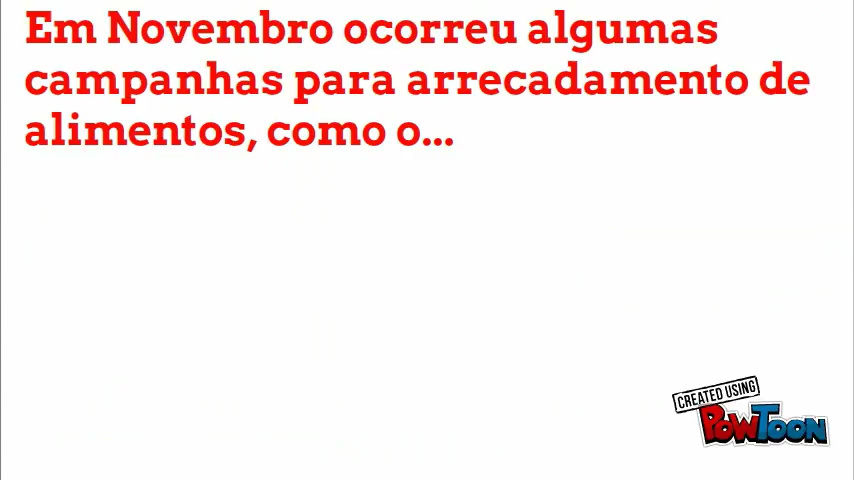 Em Novembro ocorreu algumas
campanhas para arrecadamento de
alimentos, como o...
CREATED USING
POWTOON